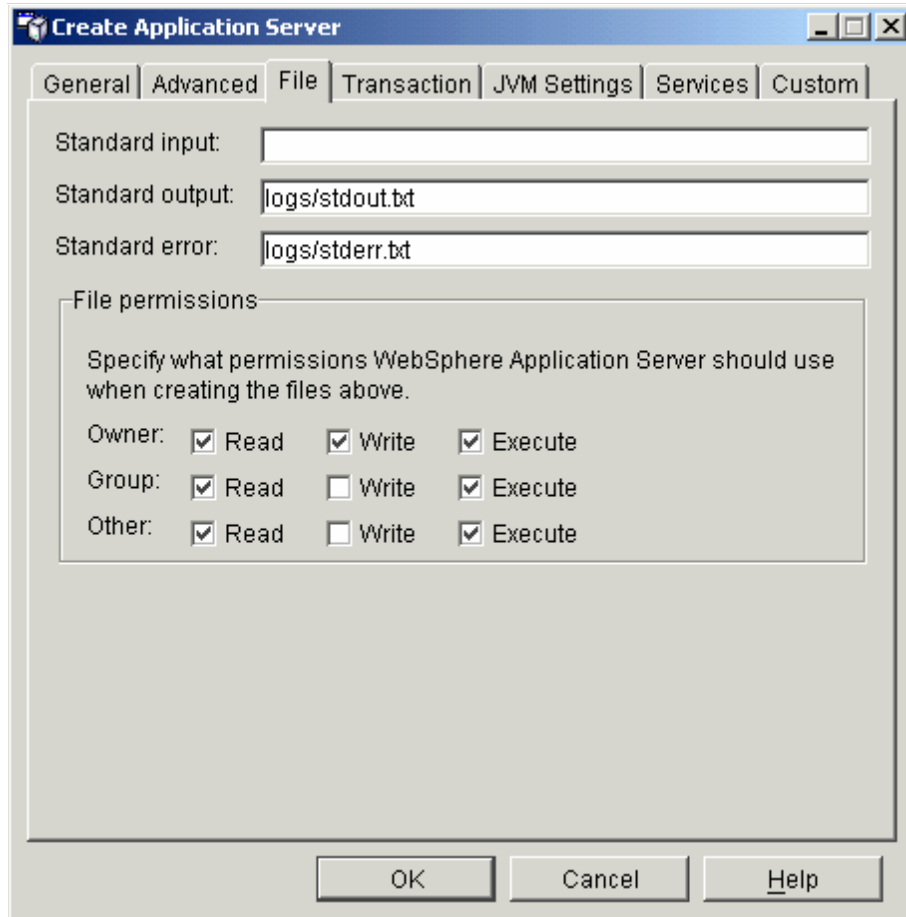 Create Application Server
General Advanced File Transaction JVM Settings Services Custom
Standard input:
Standard output: logs/stdout.txt
Standard error: logs/stderr.txt
File permissions
Specify what permissions WebSphere Application Server should use
when creating the files above.
Owner: Read Write Execute
Group: Read Write Execute
Other: Read Write Execute
OK Cancel Help